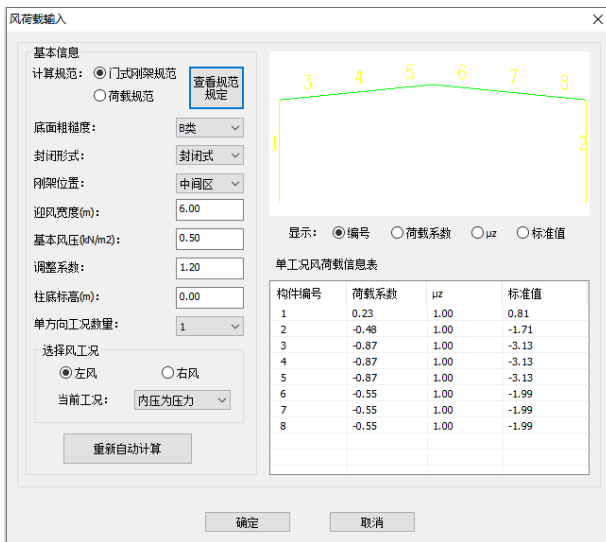 风荷载输入
基本信息
计算规范: 门式刚架规范
荷载规范
查看规范
规定
底面粗糙度: B类
封闭形式: 封闭式
刚架位置: 中间区
迎风宽度(m): 6.00
基本风压(kN/m2): 0.50
调整系数: 1.20
柱底标高(m): 0.00
单方向工况数量: 1
选择风工况
左风 右风
当前工况: 内压为压力
重新自动计算
3 4 5 6 7 8
1 2
显示: 编号 荷载系数 μz 标准值
单工况风荷载信息表
构件编号 荷载系数 μz 标准值
1 0.23 1.00 0.81
2 -0.48 1.00 -1.71
3 -0.87 1.00 -3.13
4 -0.87 1.00 -3.13
5 -0.87 1.00 -3.13
6 -0.55 1.00 -1.99
7 -0.55 1.00 -1.99
8 -0.55 1.00 -1.99
确定 取消